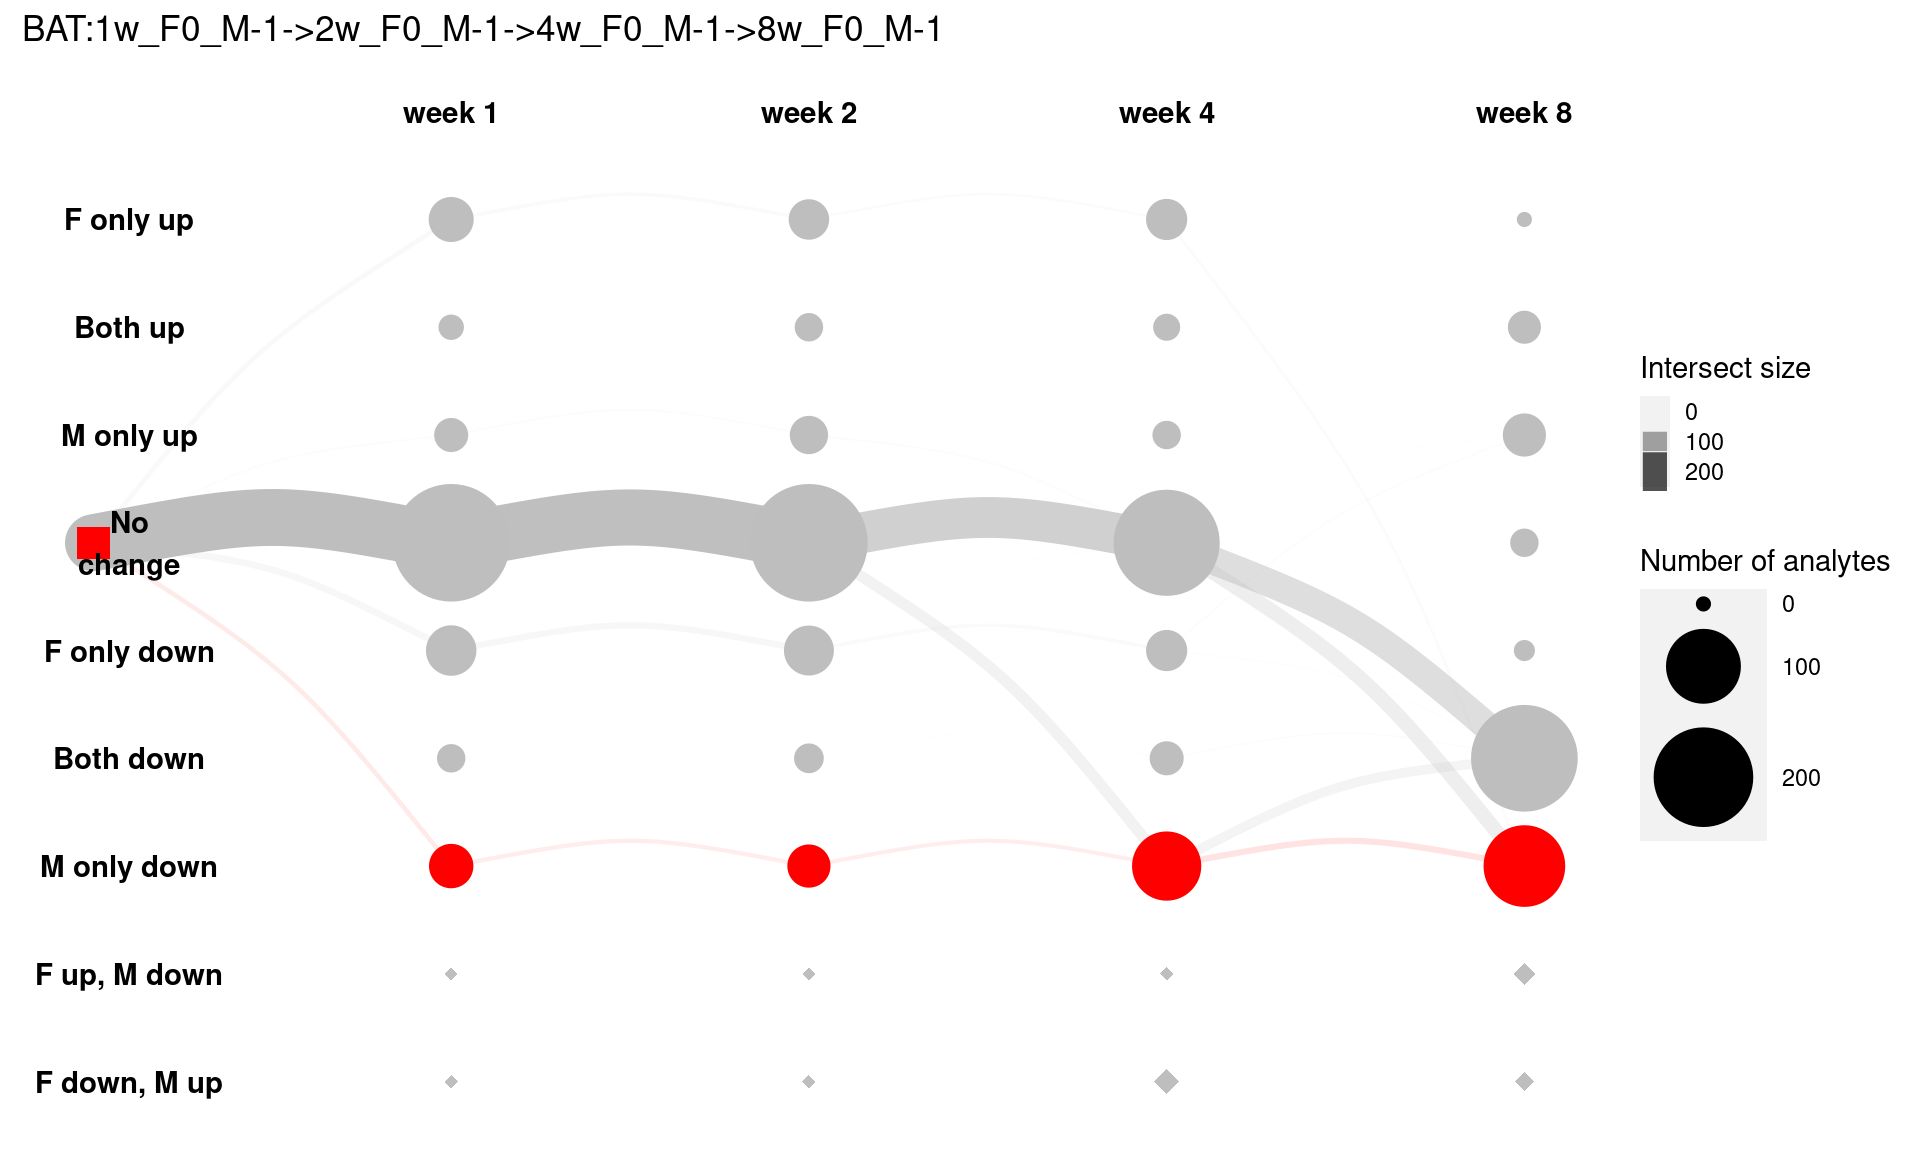 BAT:1w_F0_M-1->2w_F0_M-1->4w_F0_M-1->8w_F0_M-1
week 1 week 2 week 4 week 8
F only up
Both up
M only up
No
change
F only down
Both down
M only down
F up, M down
F down, M up
Intersect size
0
100
200
Number of analytes
0
100
200